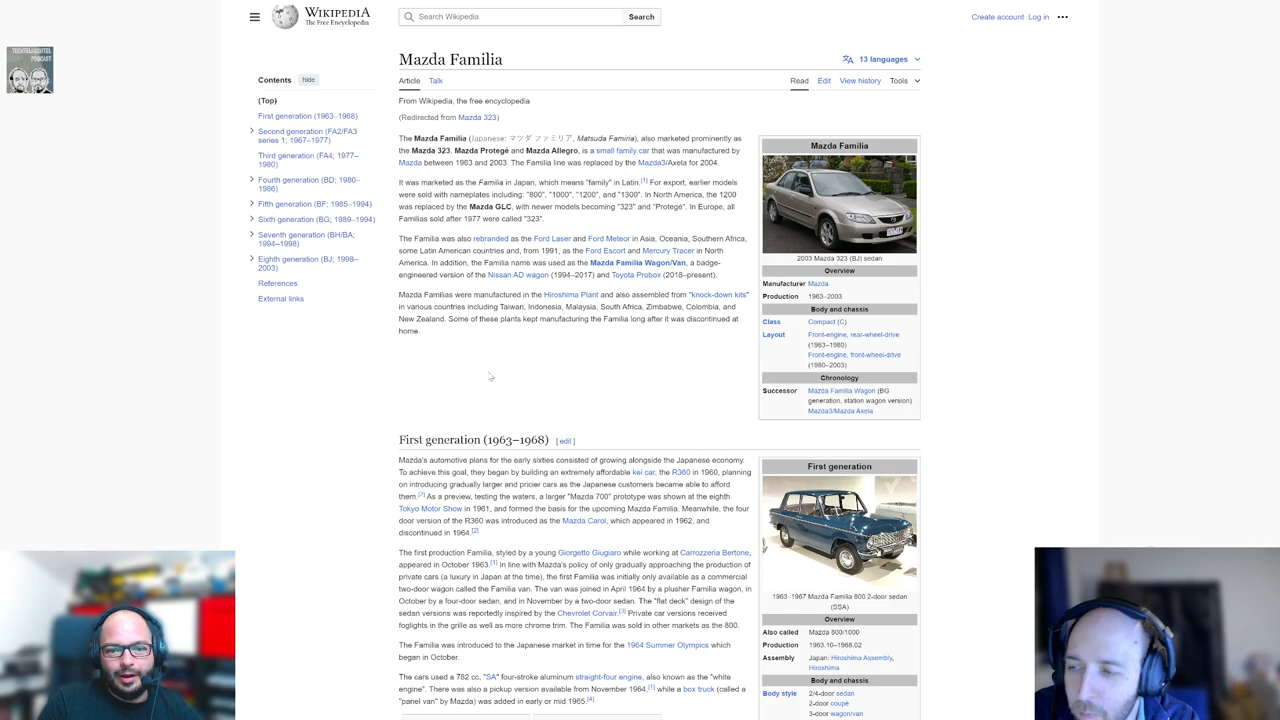 WIKIPEDIA
The Free Encyclopedia
Search Wikipedia
Search
Create account Log in
TECHTELMECHTEL
PODCAST
Contents hide
(Top)
First generation (1963–1968)
Second generation (FA2/FA3
series 1; 1967–1977)
Third generation (FA4; 1977–
1980)
Fourth generation (BD; 1980–
1986)
Fifth generation (BF; 1985–1994)
Sixth generation (BG; 1989–1994)
Seventh generation (BH/BA;
1994–1998)
Eighth generation (BJ; 1998–
2003)
References
External links
Mazda Familia
13 languages
Article Talk
Read Edit View history Tools
From Wikipedia, the free encyclopedia
(Redirected from Mazda 323)
The Mazda Familia (Japanese: マツダ ファミリア, Matsuda Famiria), also marketed prominently as
the Mazda 323, Mazda Protegé and Mazda Allegro, is a small family car that was manufactured by
Mazda between 1963 and 2003. The Familia line was replaced by the Mazda3/Axela for 2004.
It was marketed as the Familia in Japan, which means "family" in Latin.[1] For export, earlier models
were sold with nameplates including: "800", "1000", "1200", and "1300". In North America, the 1200
was replaced by the Mazda GLC, with newer models becoming "323" and "Protegé". In Europe, all
Familias sold after 1977 were called "323".
The Familia was also rebranded as the Ford Laser and Ford Meteor in Asia, Oceania, Southern Africa,
some Latin American countries and, from 1991, as the Ford Escort and Mercury Tracer in North
America. In addition, the Familia name was used as the Mazda Familia Wagon/Van, a badge-
engineered version of the Nissan AD wagon (1994–2017) and Toyota Probox (2018–present).
Mazda Familias were manufactured in the Hiroshima Plant and also assembled from "knock-down kits"
in various countries including Taiwan, Indonesia, Malaysia, South Africa, Zimbabwe, Colombia, and
New Zealand. Some of these plants kept manufacturing the Familia long after it was discontinued at
home.
Mazda Familia
2003 Mazda 323 (BJ) sedan
Overview
Manufacturer Mazda
Production 1963–2003
Body and chassis
Class Compact (C)
Layout Front-engine, rear-wheel-drive
(1963–1980)
Front-engine, front-wheel-drive
(1980–2003)
Chronology
Successor Mazda Familia Wagon (BG
generation, station wagon version)
Mazda3/Mazda Axela
First generation (1963–1968) [ edit ]
Mazda's automotive plans for the early sixties consisted of growing alongside the Japanese economy.
To achieve this goal, they began by building an extremely affordable kei car, the R360 in 1960, planning
on introducing gradually larger and pricier cars as the Japanese customers became able to afford
them.[2] As a preview, testing the waters, a larger "Mazda 700" prototype was shown at the eighth
Tokyo Motor Show in 1961, and formed the basis for the upcoming Mazda Familia. Meanwhile, the four
door version of the R360 was introduced as the Mazda Carol, which appeared in 1962, and
discontinued in 1964.[2]
The first production Familia, styled by a young Giorgetto Giugiaro while working at Carrozzeria Bertone,
appeared in October 1963.[1] In line with Mazda's policy of only gradually approaching the production of
private cars (a luxury in Japan at the time), the first Familia was initially only available as a commercial
two-door wagon called the Familia van. The van was joined in April 1964 by a plusher Familia wagon, in
October by a four-door sedan, and in November by a two-door sedan. The "flat deck" design of the
sedan versions was reportedly inspired by the Chevrolet Corvair.[3] Private car versions received
foglights in the grille as well as more chrome trim. The Familia was sold in other markets as the 800.
The Familia was introduced to the Japanese market in time for the 1964 Summer Olympics which
began in October.
The cars used a 782 cc, "SA" four-stroke aluminum straight-four engine, also known as the "white
engine". There was also a pickup version available from November 1964,[1] while a box truck (called a
"panel van" by Mazda) was added in early or mid 1965.[4]
First generation
1963-1967 Mazda Familia 800 2-door sedan
(SSA)
Overview
Also called Mazda 800/1000
Production 1963.10–1968.02
Assembly Japan: Hiroshima Assembly,
Hiroshima
Body and chassis
Body style 2/4-door sedan
2-door coupé
3-door wagon/van